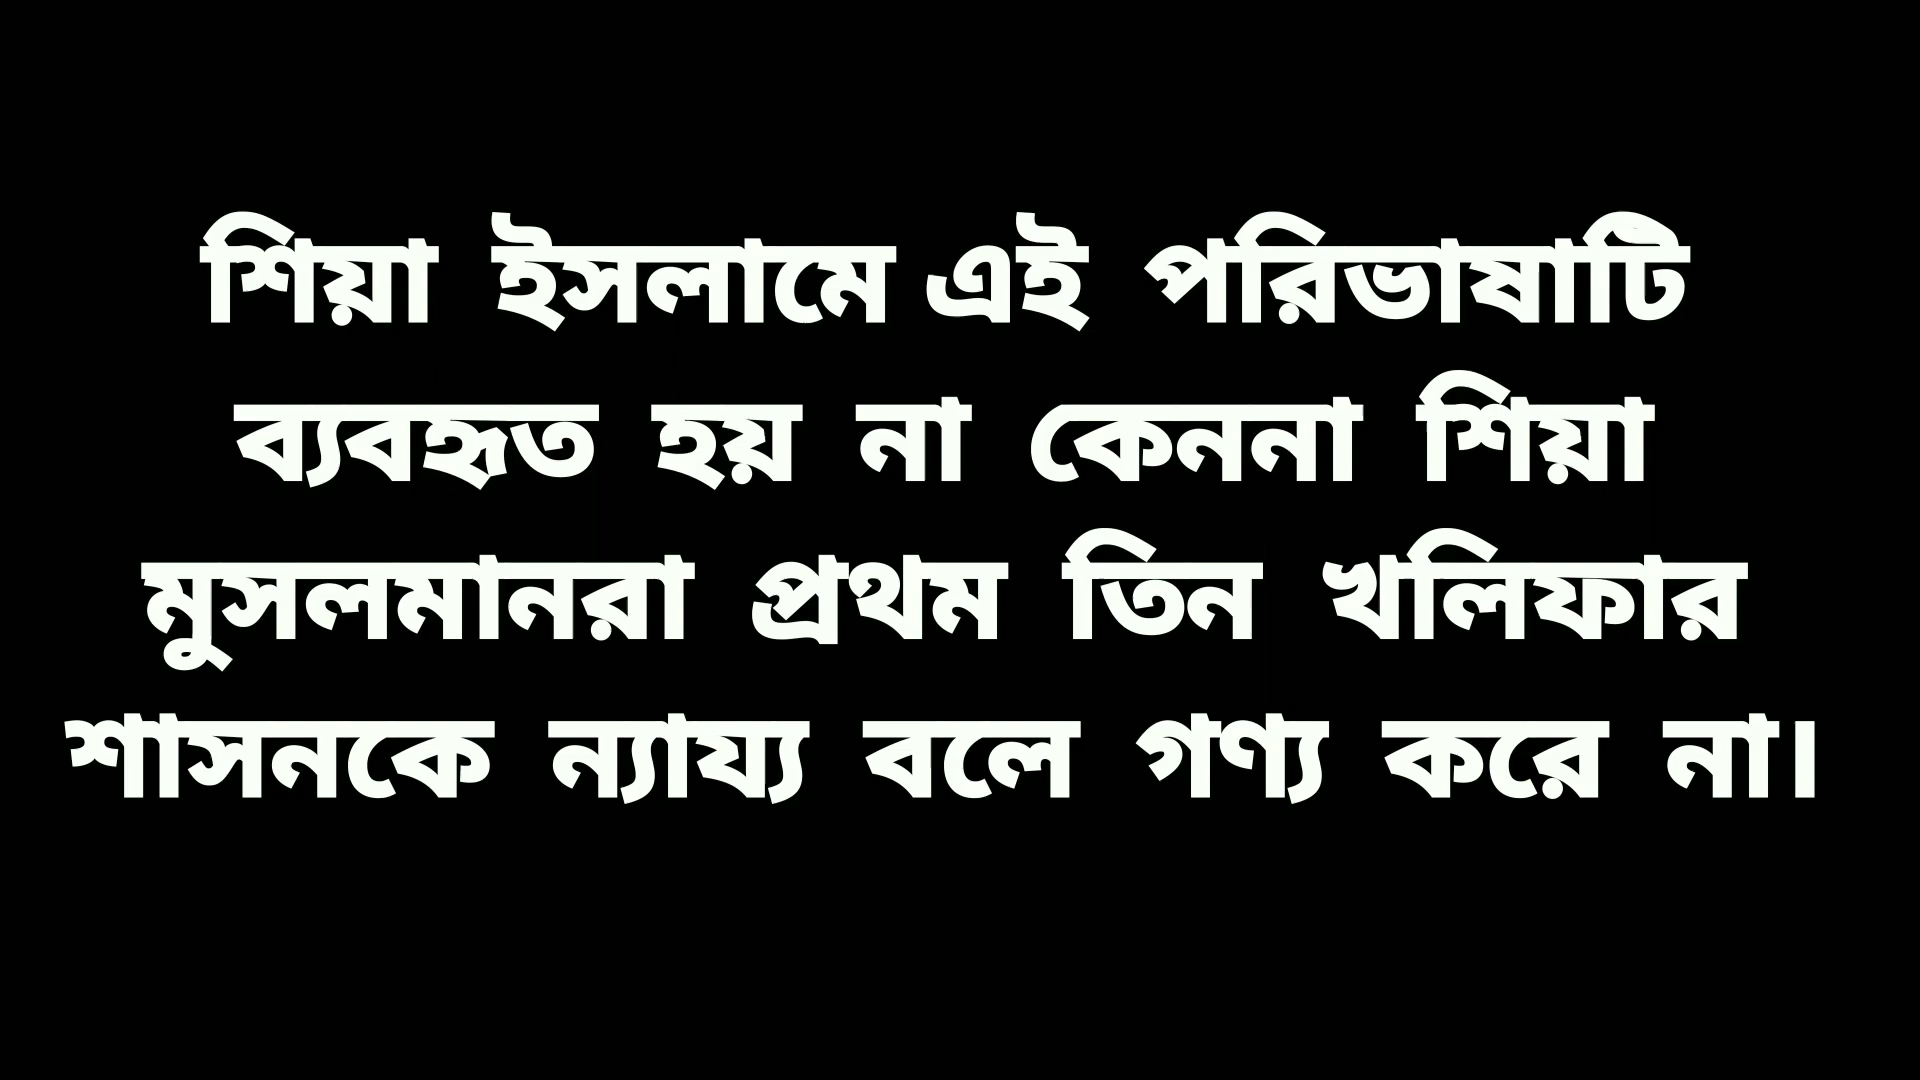 শিয়া ইসলামে এই পরিভাষাটি
ব্যবহৃত হয় না কেননা শিয়া
মুসলমানরা প্রথম তিন খলিফার
শাসনকে ন্যায্য বলে গণ্য করে না।